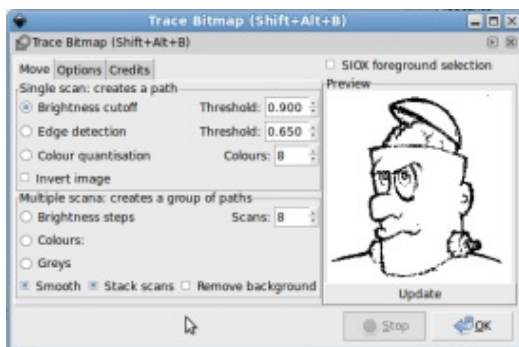 Trace Bitmap (Shift+Alt+B)
Trace Bitmap (Shift+Alt+B)
Move Options Credits
SIOX foreground selection
Single scan: creates a path
Preview
Brightness cutoff Threshold: 0.900
Edge detection Threshold: 0.650
Colour quantisation Colours: 8
Invert image
Multiple scana: creates a group of paths
Brightness steps Scans: 8
Colours:
Greys
Smooth Stack scans Remove background
Update
Stop OK